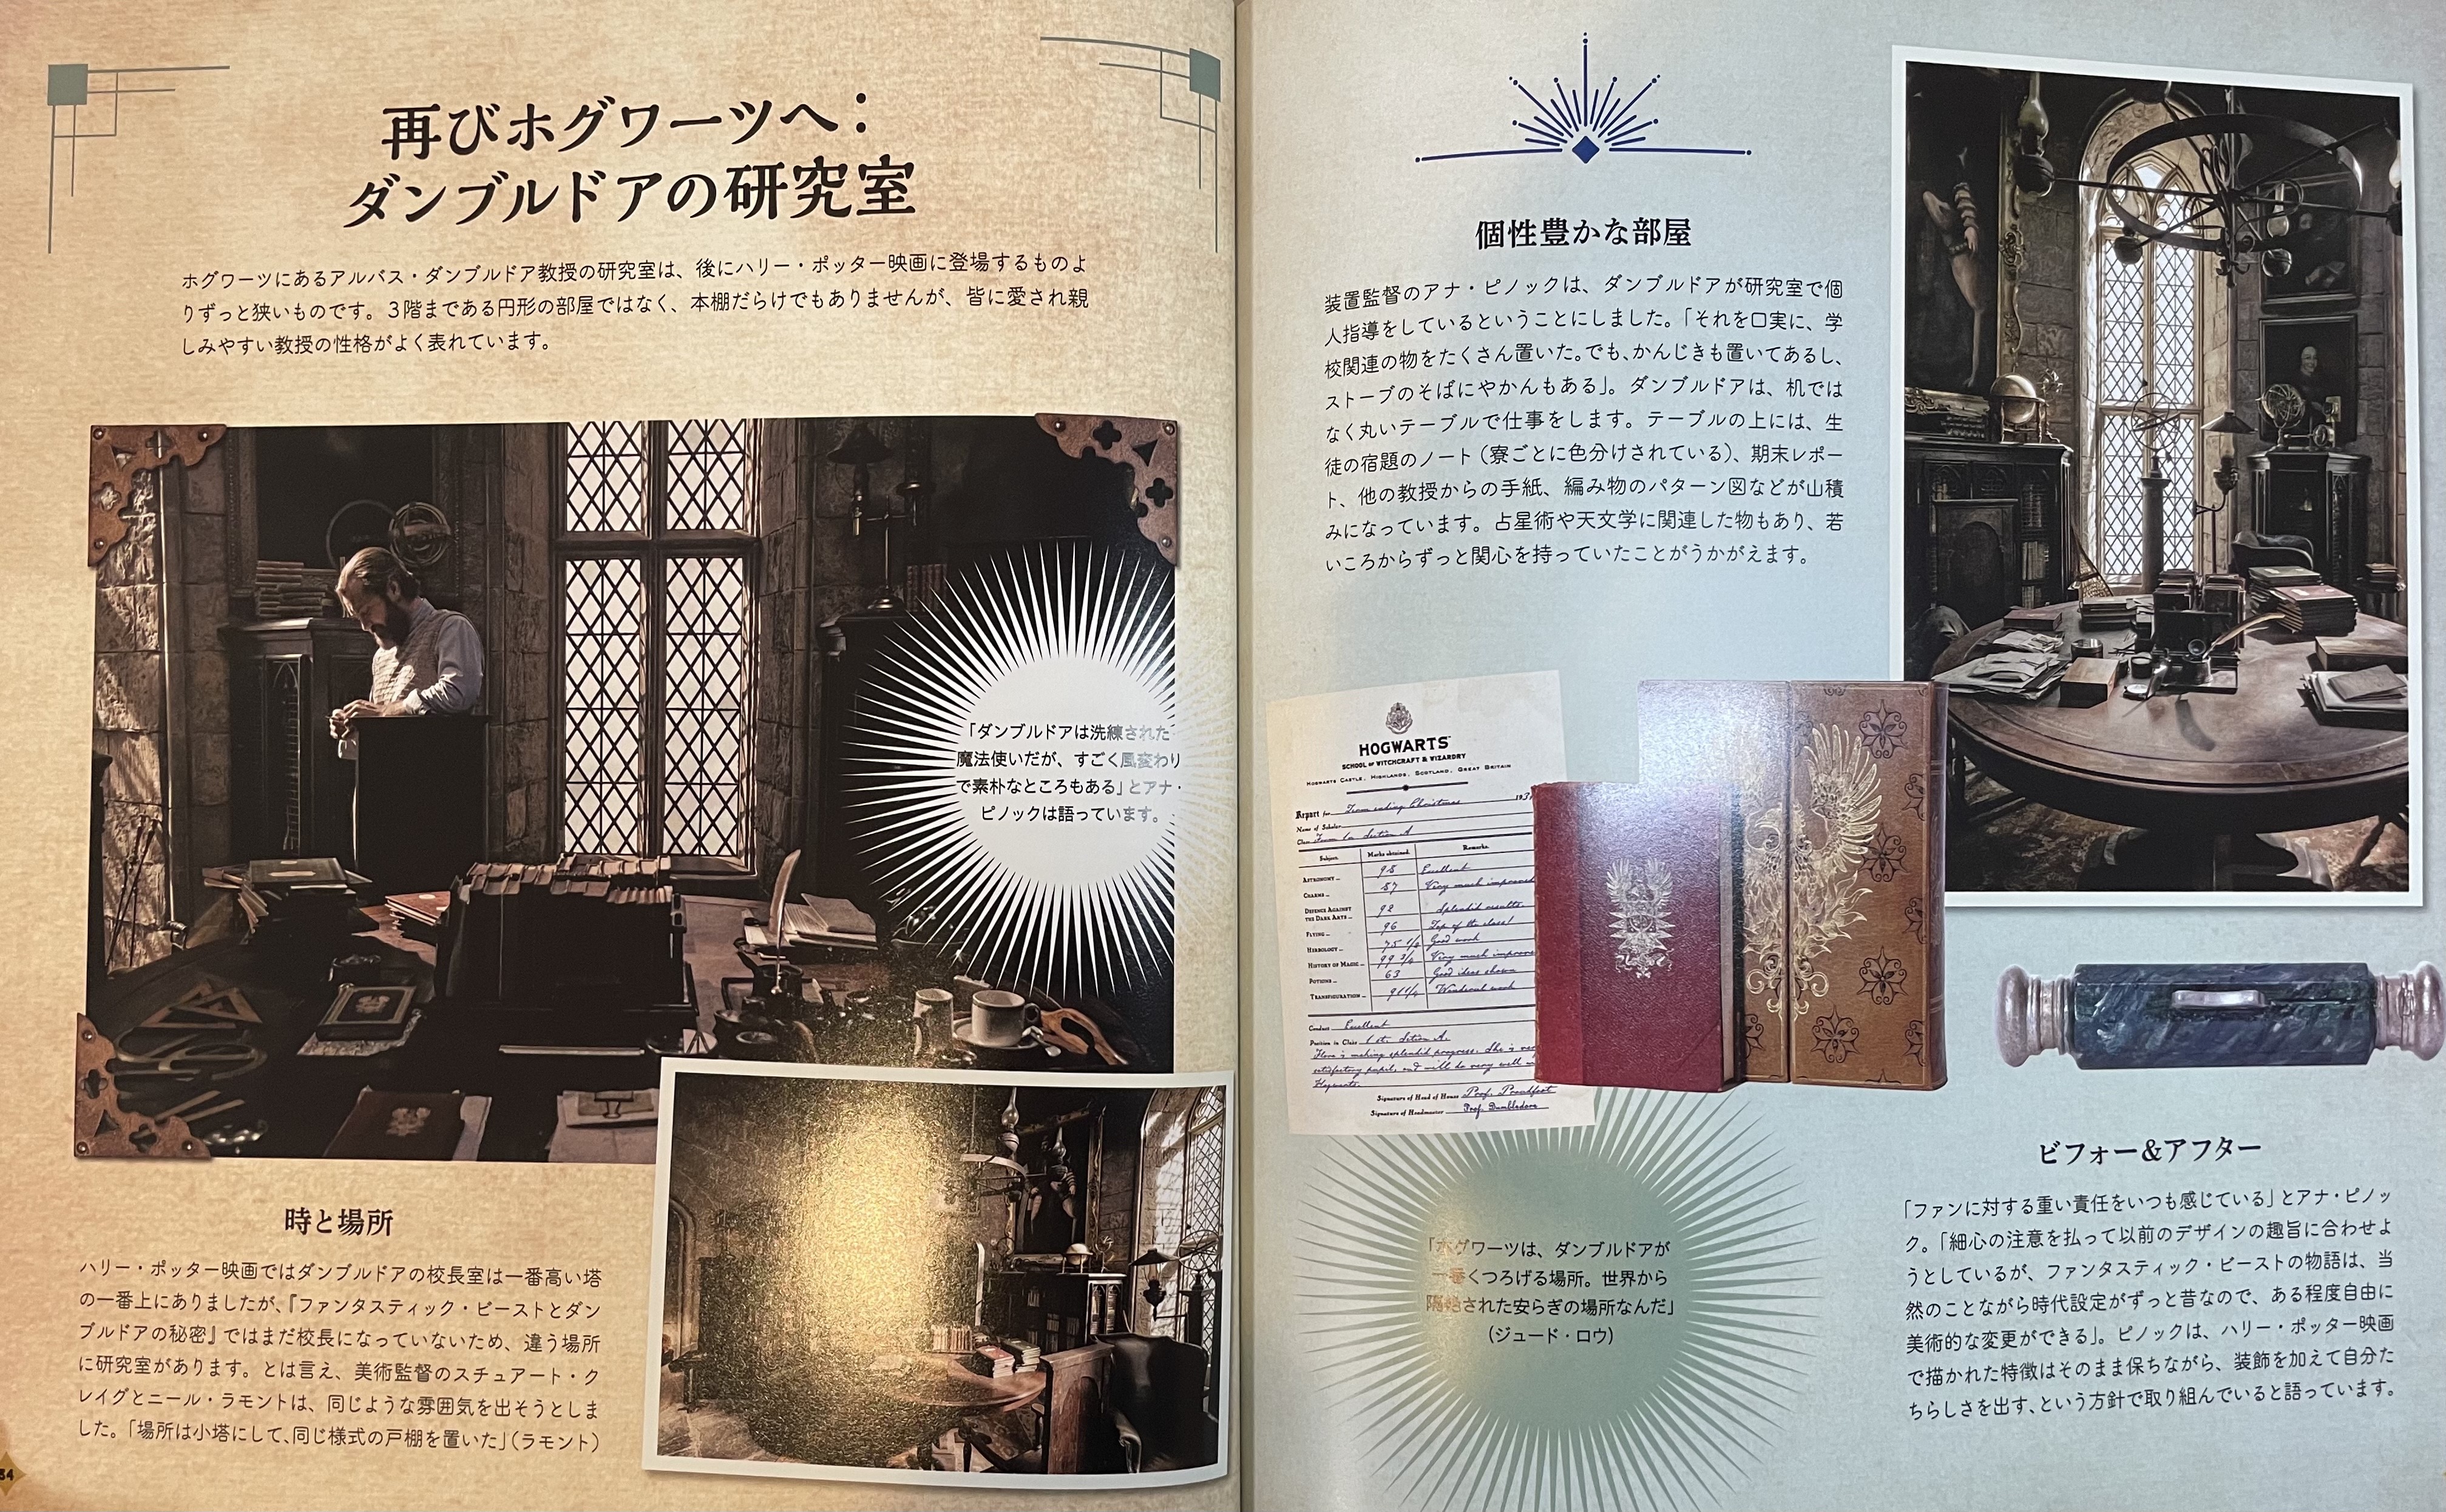 再びホグワーツへ：
ダンブルドアの研究室
ホグワーツにあるアルバス・ダンブルドア教授の研究室は、後にハリー・ポッター映画に登場するものよ
りずっと狭いものです。3階まである円形の部屋ではなく、本棚だらけでもありませんが、皆に愛され親
しみやすい教授の性格がよく表れています。
「ダンブルドアは洗練された
魔法使いだが、すごく風変わり
で素朴なところもある」とアナ・
ピノックは語っています。
時と場所
ハリー・ポッター映画ではダンブルドアの校長室は一番高い塔
の一番上にありましたが、『ファンタスティック・ビーストとダン
ブルドアの秘密』ではまだ校長になっていないため、違う場所
に研究室があります。とは言え、美術監督のスチュアート・ク
レイグとニール・ラモントは、同じような雰囲気を出そうとしま
した。「場所は小塔にして、同じ様式の戸棚を置いた」（ラモント）
34
個性豊かな部屋
装置監督のアナ・ピノックは、ダンブルドアが研究室で個
人指導をしているということにしました。「それを口実に、学
校関連の物をたくさん置いた。でも、かんじきも置いてあるし、
ストーブのそばにやかんもある」。ダンブルドアは、机では
なく丸いテーブルで仕事をします。テーブルの上には、生
徒の宿題のノート（寮ごとに色分けされている）、期末レポー
ト、他の教授からの手紙、編み物のパターン図などが山積
みになっています。占星術や天文学に関連した物もあり、若
いころからずっと関心を持っていたことがうかがえます。
HOGWARTS
SCHOOL of WITCHCRAFT & WIZARDRY
HOGWARTS CASTLE, HIGHLANDS, SCOTLAND, GREAT BRITAIN
Report for Term ending Christmas 193
Name of Scholar
Class Form 1a Section A
Subject. Marks obtained. Remarks.
ASTRONOMY 95 Excellent
CHARMS 87 Very much improved
DEFENCE AGAINST
THE DARK ARTS 92 Splendid results
FLYING 96 Top of the class!
HERBOLOGY 75 1/2 Good work
HISTORY OF MAGIC 99 3/4 Very much improve
POTIONS 63 Good ideas shown
TRANSFIGURATION 91 1/2 Wonderful work
Conduct Excellent
Position in Class 1st. Section A.
is making splendid progress. She is
satisfactory pupil, and will do very well
Hogwarts.
Signature of Head of House Prof.
Signature of Headmaster Prof. Dumbledore
「ホグワーツは、ダンブルドアが
一番くつろげる場所。世界から
隔絶された安らぎの場所なんだ」
（ジュード・ロウ）
ビフォー＆アフター
「ファンに対する重い責任をいつも感じている」とアナ・ピノッ
ク。「細心の注意を払って以前のデザインの趣旨に合わせよ
うとしているが、ファンタスティック・ビーストの物語は、当
然のことながら時代設定がずっと昔なので、ある程度自由に
美術的な変更ができる」。ピノックは、ハリー・ポッター映画
で描かれた特徴はそのまま保ちながら、装飾を加えて自分た
ちらしさを出す、という方針で取り組んでいると語っています。